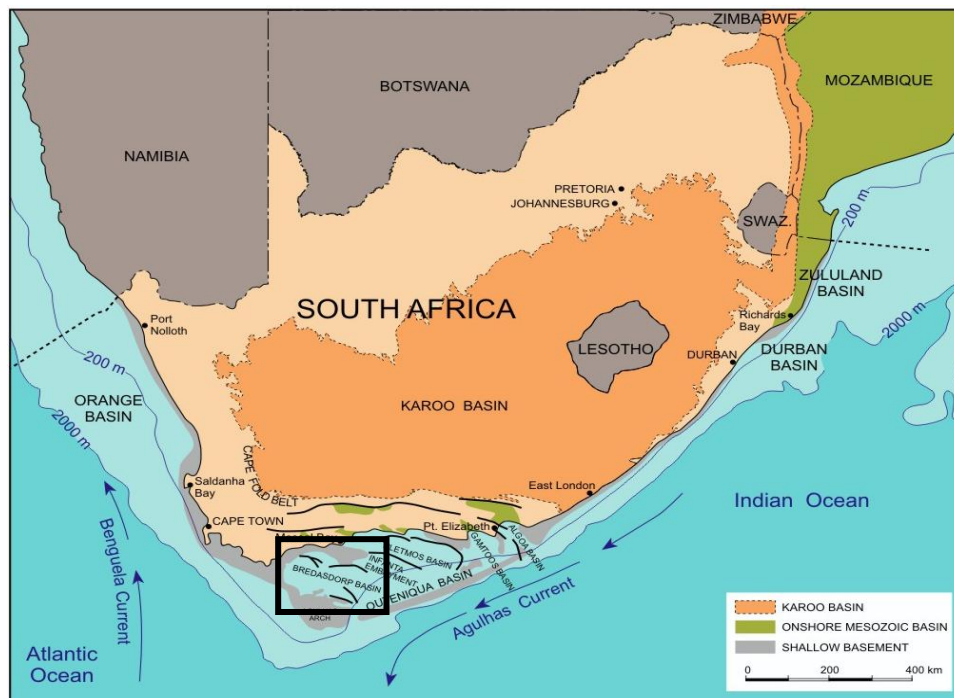 ZIMBABWE
BOTSWANA
MOZAMBIQUE
NAMIBIA
PRETORIA
JOHANNESBURG
SWAZ.
200 m
ZULULAND
BASIN
SOUTH AFRICA
Port
Nolloth
Richards
Bay
2000 m
LESOTHO
DURBAN
DURBAN
BASIN
200 m
2000 m
ORANGE
BASIN
KAROO BASIN
CAPE FOLD BELT
Saldanha
Bay
East London
Indian Ocean
CAPE TOWN
Pt. Elizabeth
Benguela Current
LETMOS BASIN
INFANTA
EMBAYMENT
BREDASDORP BASIN
GAMTOOS BASIN
ALGOA BASIN
OUTENIQUA BASIN
ARCH
Agulhas Current
Atlantic
Ocean
KAROO BASIN
ONSHORE MESOZOIC BASIN
SHALLOW BASEMENT
0 200 400 km